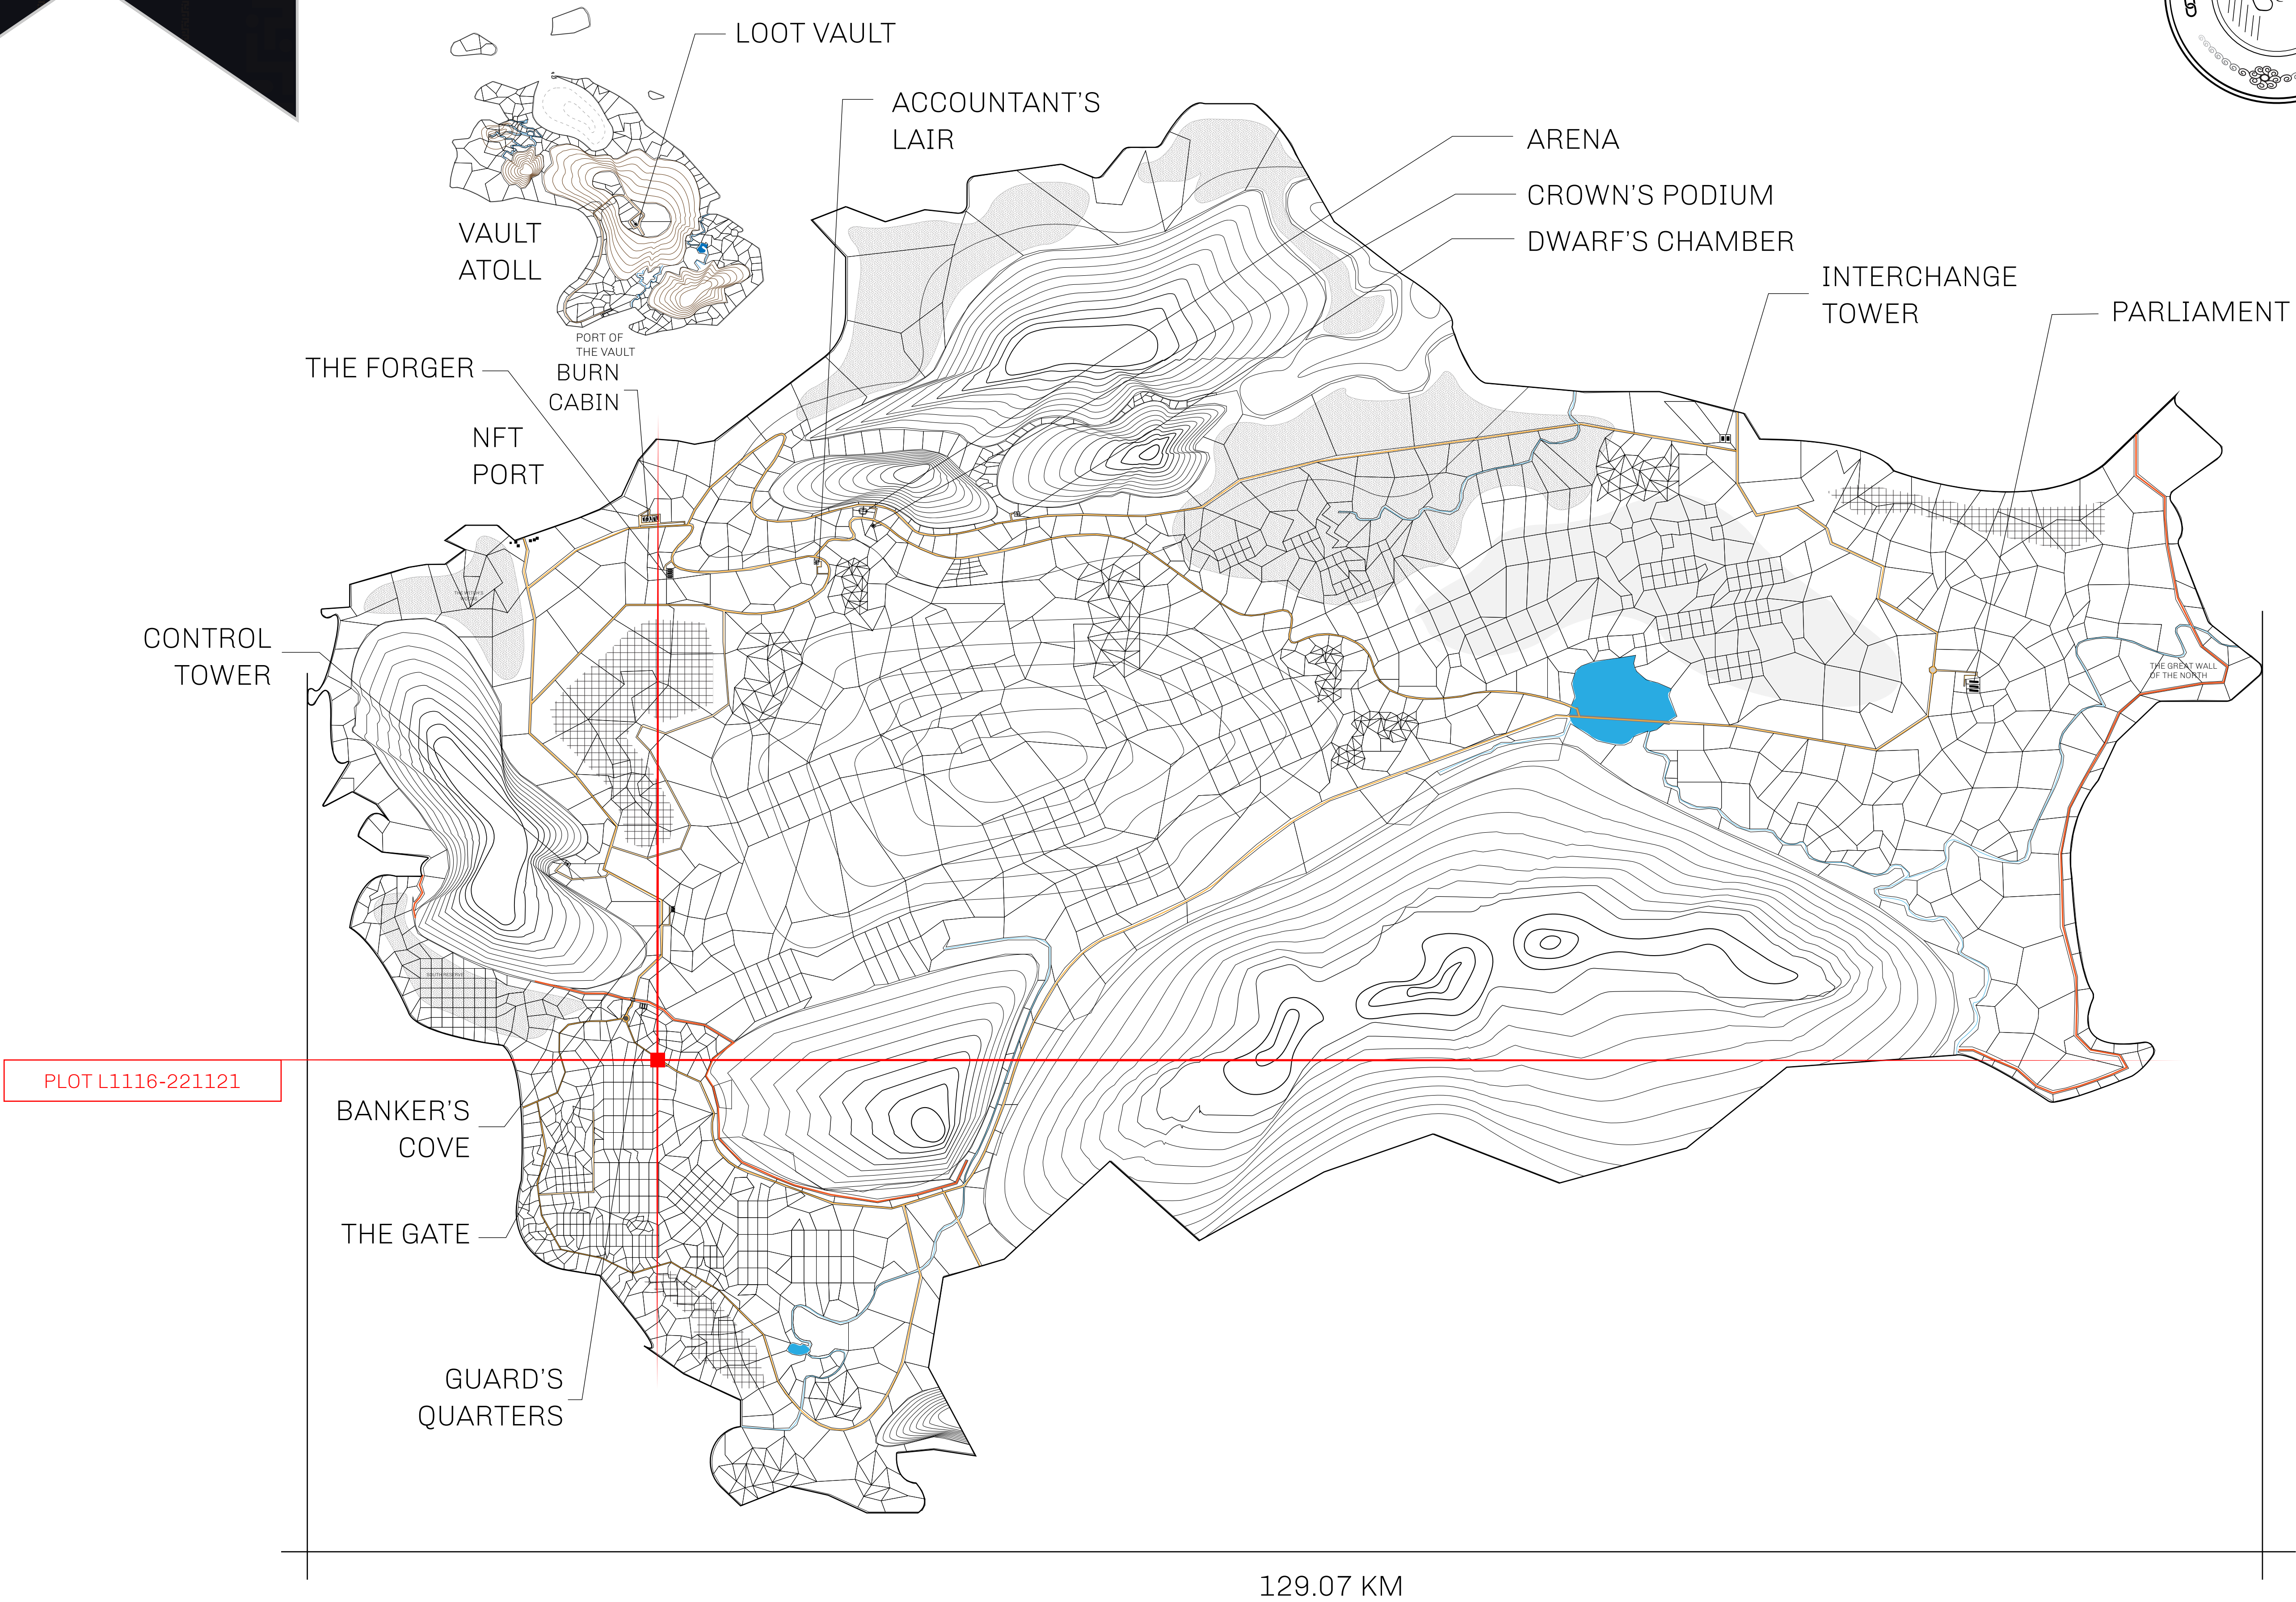 LOOT VAULT
ACCOUNTANT'S
LAIR
ARENA
CROWN'S PODIUM
DWARF'S CHAMBER
VAULT
ATOLL
INTERCHANGE
TOWER
PARLIAMENT
PORT OF
THE VAULT
THE FORGER
BURN
CABIN
NFT
PORT
CONTROL
TOWER
THE GREAT WALL
OF THE NORTH
SOUTH RESERVE
PLOT L1116-221121
BANKER'S
COVE
THE GATE
GUARD'S
QUARTERS
129.07 KM